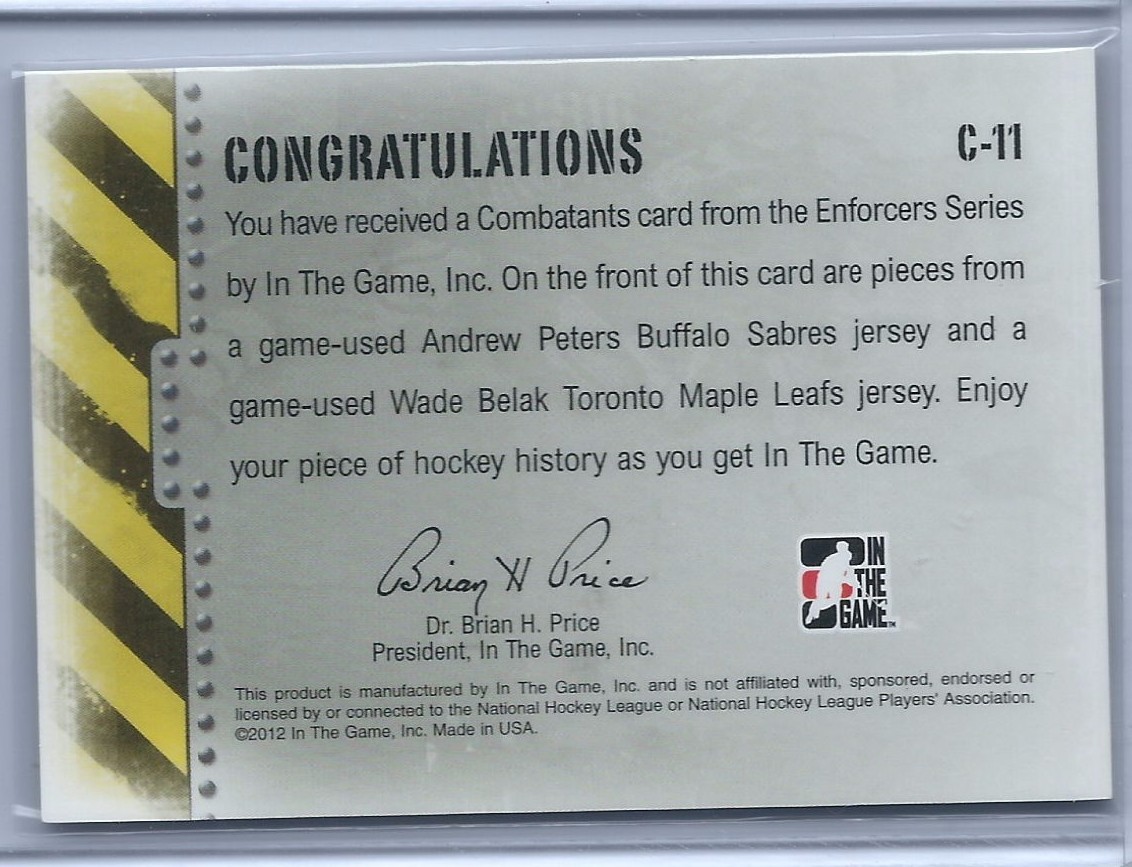 CONGRATULATIONS
C-11
You have received a Combatants card from the Enforcers Series
by In The Game, Inc. On the front of this card are pieces from
a game-used Andrew Peters Buffalo Sabres jersey and a
game-used Wade Belak Toronto Maple Leafs jersey. Enjoy
your piece of hockey history as you get In The Game.
Brian H Price
Dr. Brian H. Price
President, In The Game, Inc.
IN
THE
GAME™
This product is manufactured by In The Game, Inc. and is not affiliated with, sponsored, endorsed or
licensed by or connected to the National Hockey League or National Hockey League Players' Association.
©2012 In The Game, Inc. Made in USA.